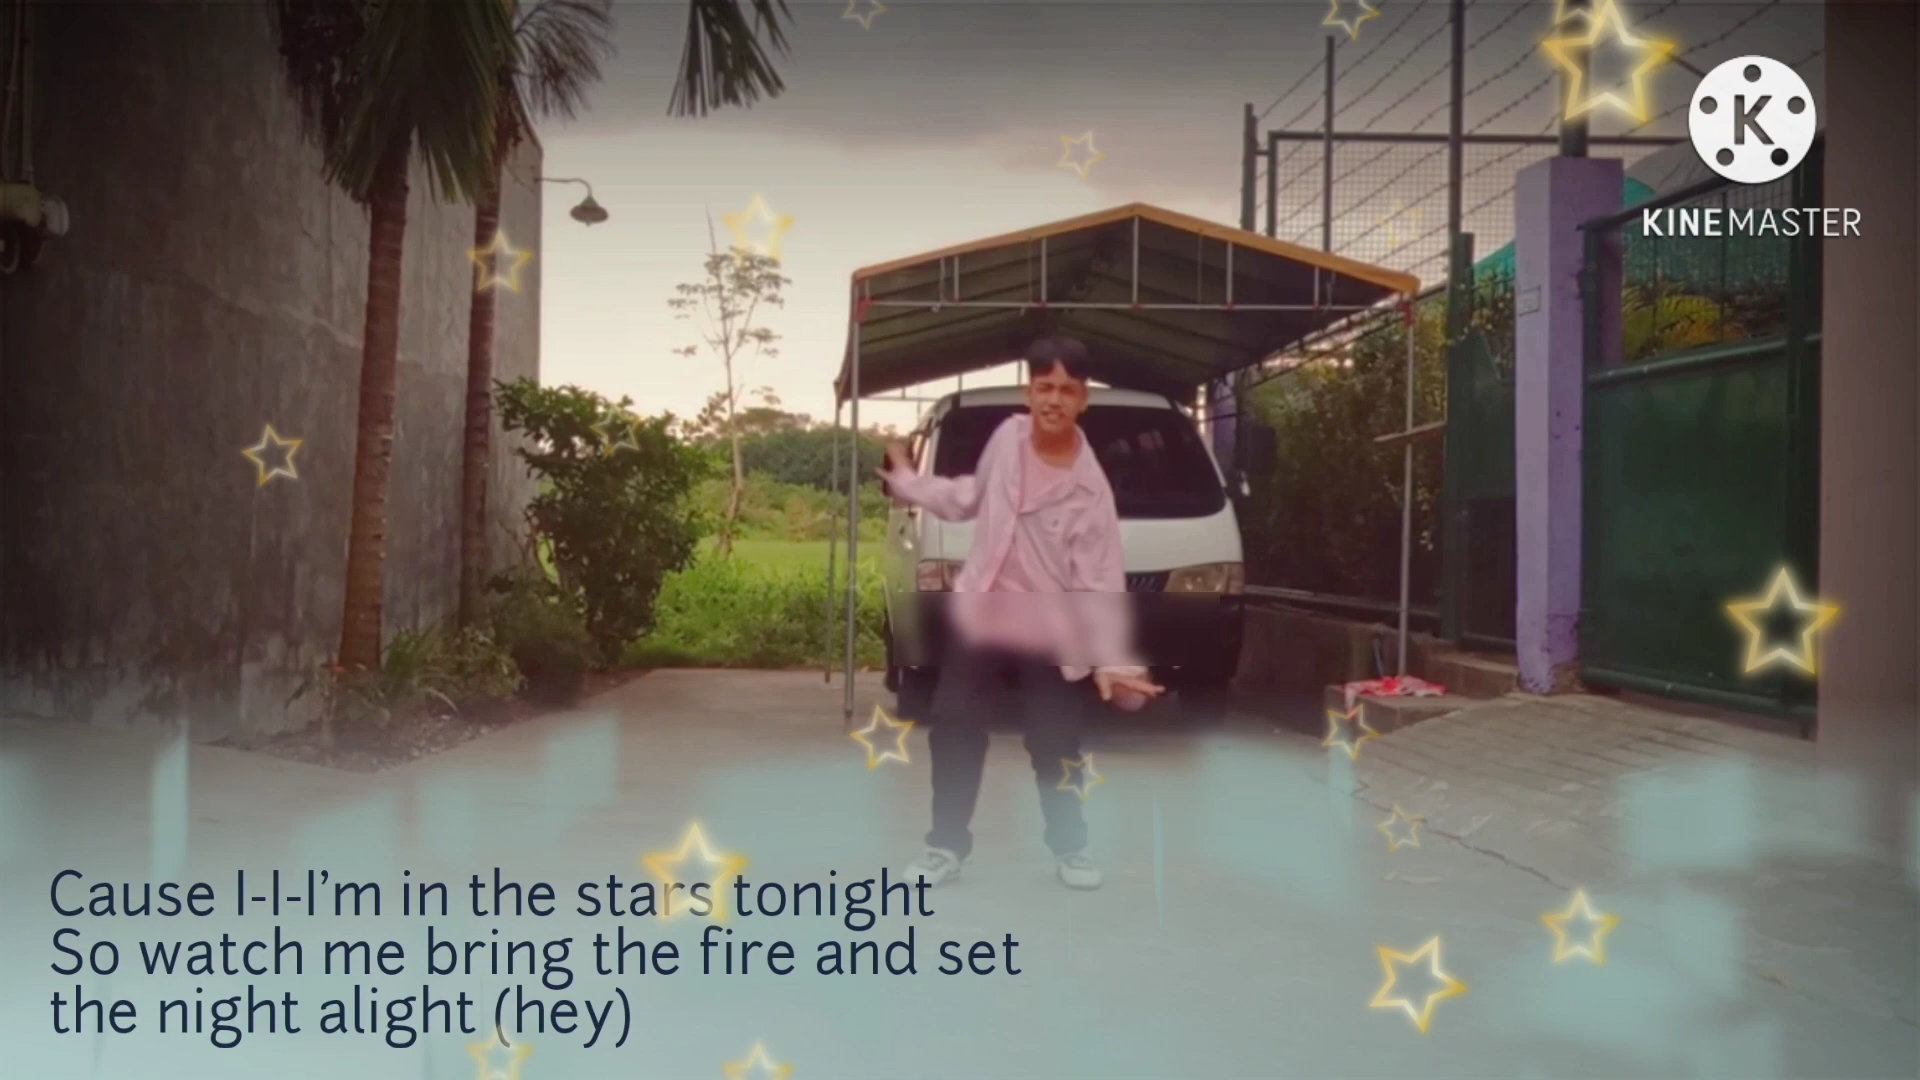 K
KINEMASTER
Cause I-I-I'm in the stars tonight
So watch me bring the fire and set
the night alight (hey)